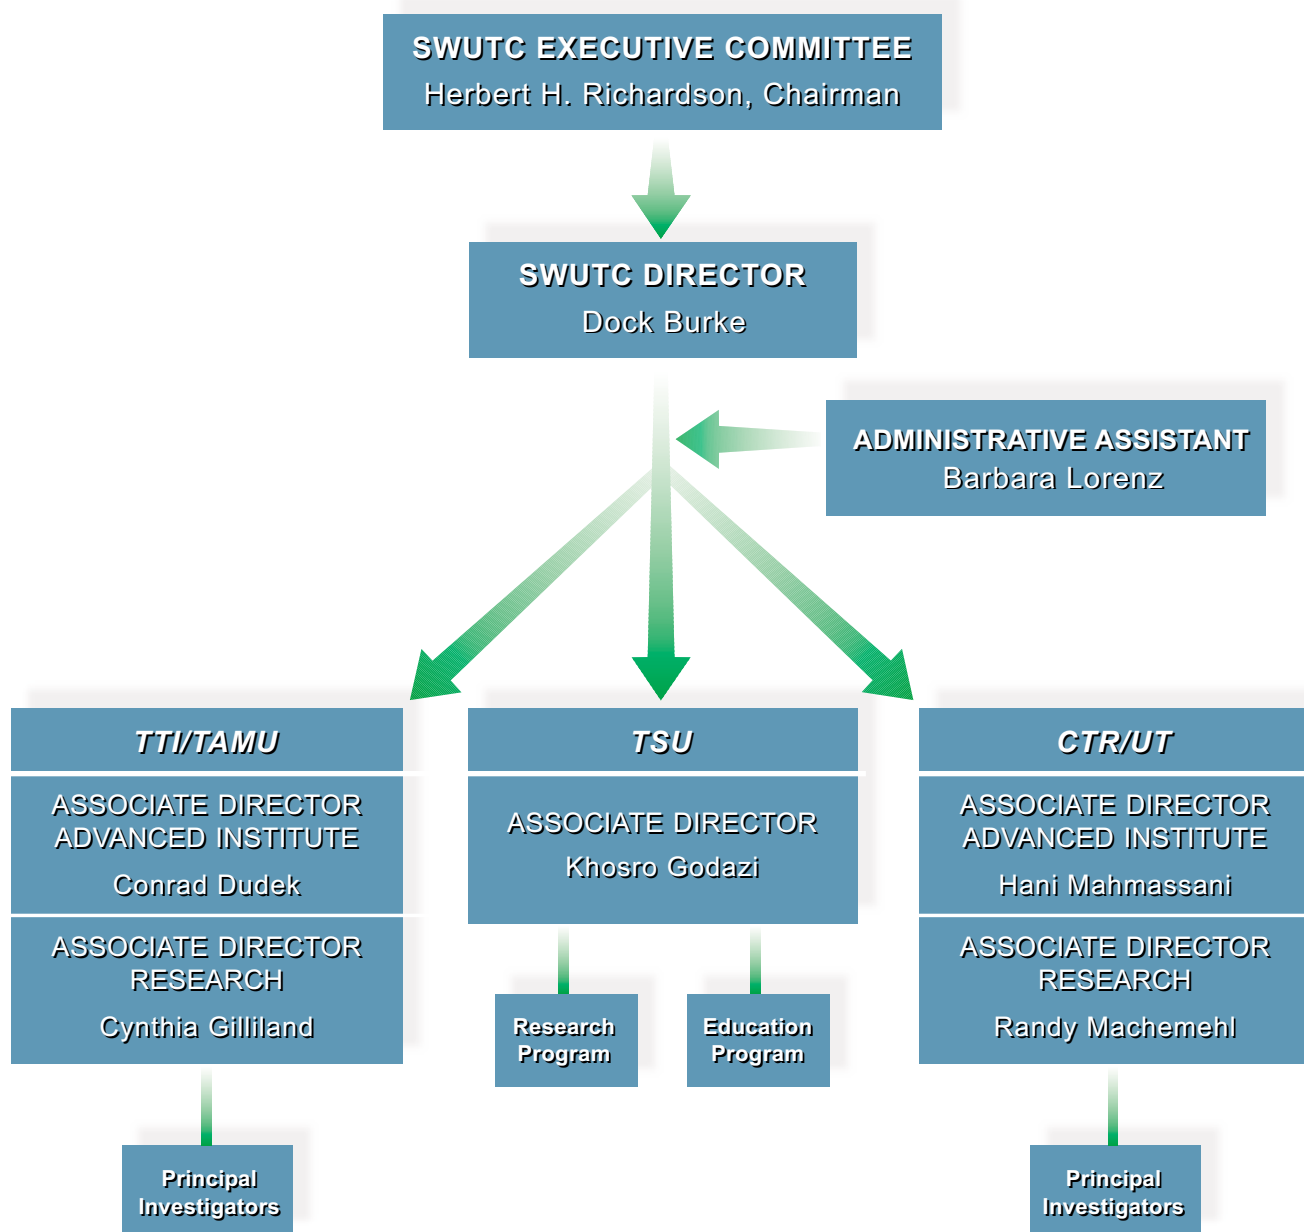 SWUTC EXECUTIVE COMMITTEE
Herbert H. Richardson, Chairman
SWUTC DIRECTOR
Dock Burke
ADMINISTRATIVE ASSISTANT
Barbara Lorenz
TTI/TAMU
ASSOCIATE DIRECTOR
ADVANCED INSTITUTE
Conrad Dudek
ASSOCIATE DIRECTOR
RESEARCH
Cynthia Gilliland
Principal
Investigators
TSU
ASSOCIATE DIRECTOR
Khosro Godazi
Research
Program
Education
Program
CTR/UT
ASSOCIATE DIRECTOR
ADVANCED INSTITUTE
Hani Mahmassani
ASSOCIATE DIRECTOR
RESEARCH
Randy Machemehl
Principal
Investigators